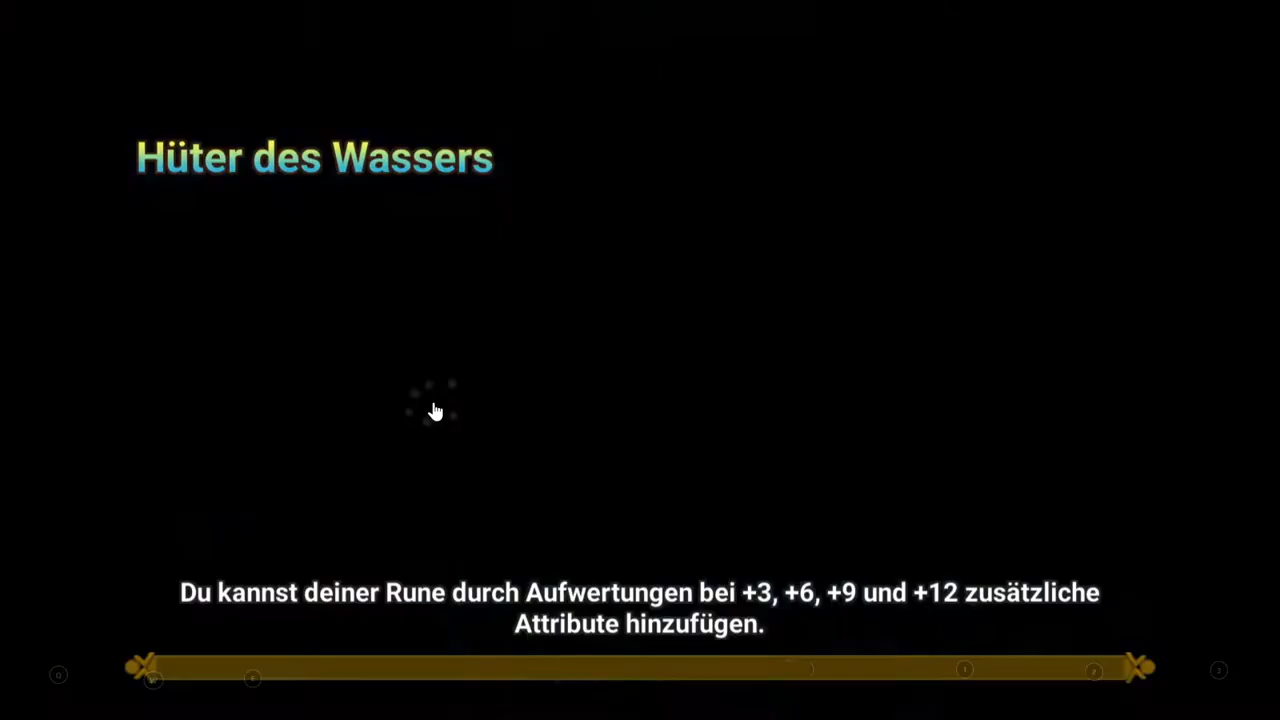 Hüter des Wassers
Du kannst deiner Rune durch Aufwertungen bei +3, +6, +9 und +12 zusätzliche
Attribute hinzufügen.